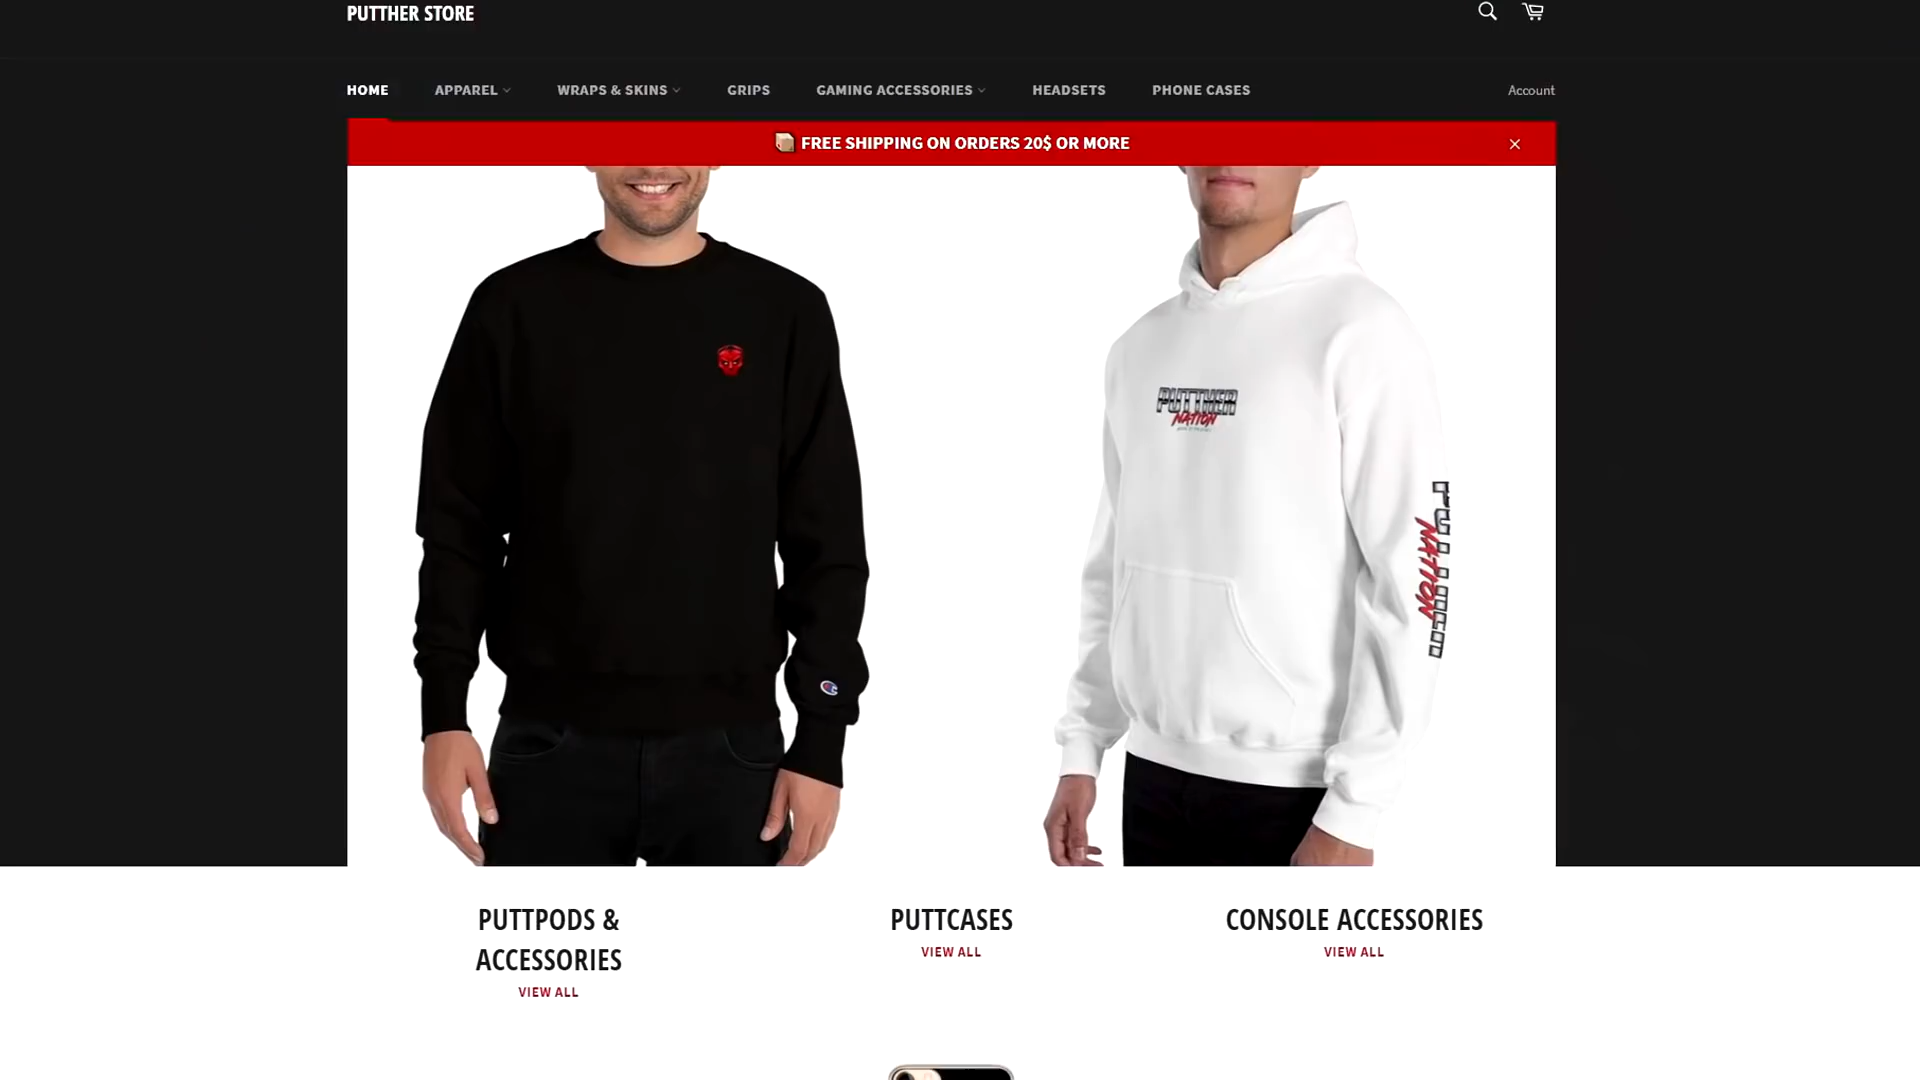 PUTTHER STORE
HOME
APPAREL
WRAPS & SKINS
GRIPS
GAMING ACCESSORIES
HEADSETS
PHONE CASES
Account
FREE SHIPPING ON ORDERS 20$ OR MORE
PUTTHER
NATION
NATION
PUTTPODS &
ACCESSORIES
VIEW ALL
PUTTCASES
VIEW ALL
CONSOLE ACCESSORIES
VIEW ALL